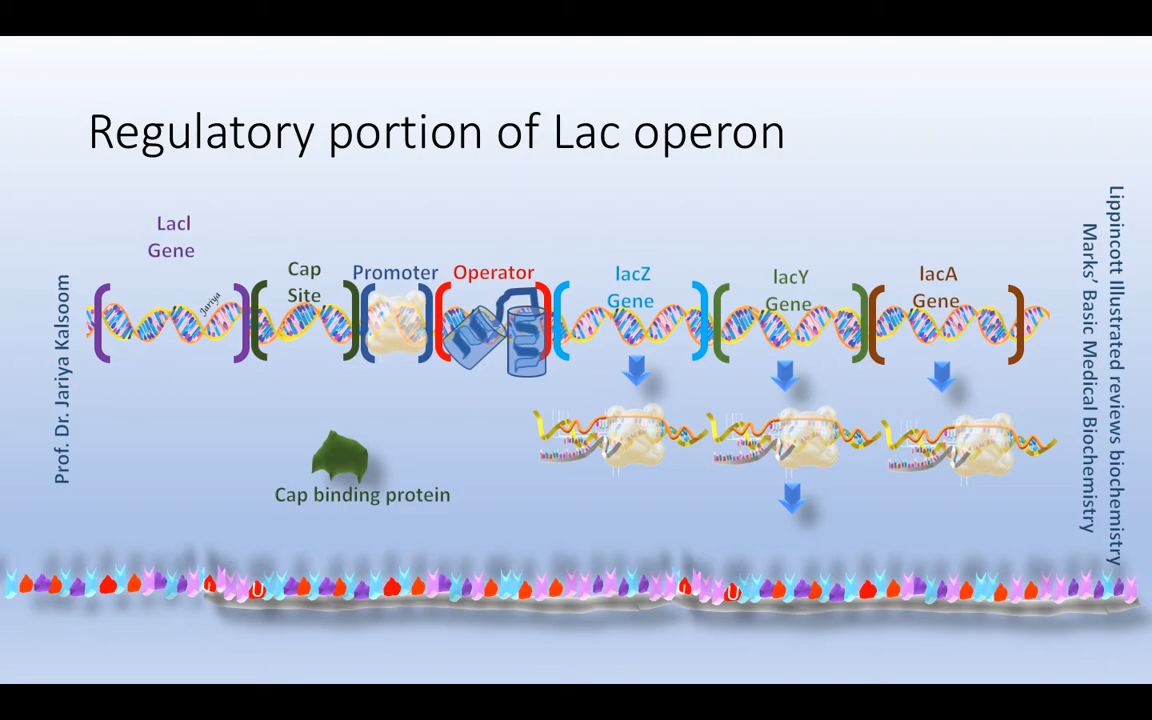 Regulatory portion of Lac operon
LacI
Gene
Cap
Site
Promoter
Operator
lacZ
Gene
lacY
Gene
lacA
Gene
Jariya
Cap binding protein
U
U
Prof. Dr. Jariya Kalsoom
Lippincott Illustrated reviews biochemistry
Marks' Basic Medical Biochemistry